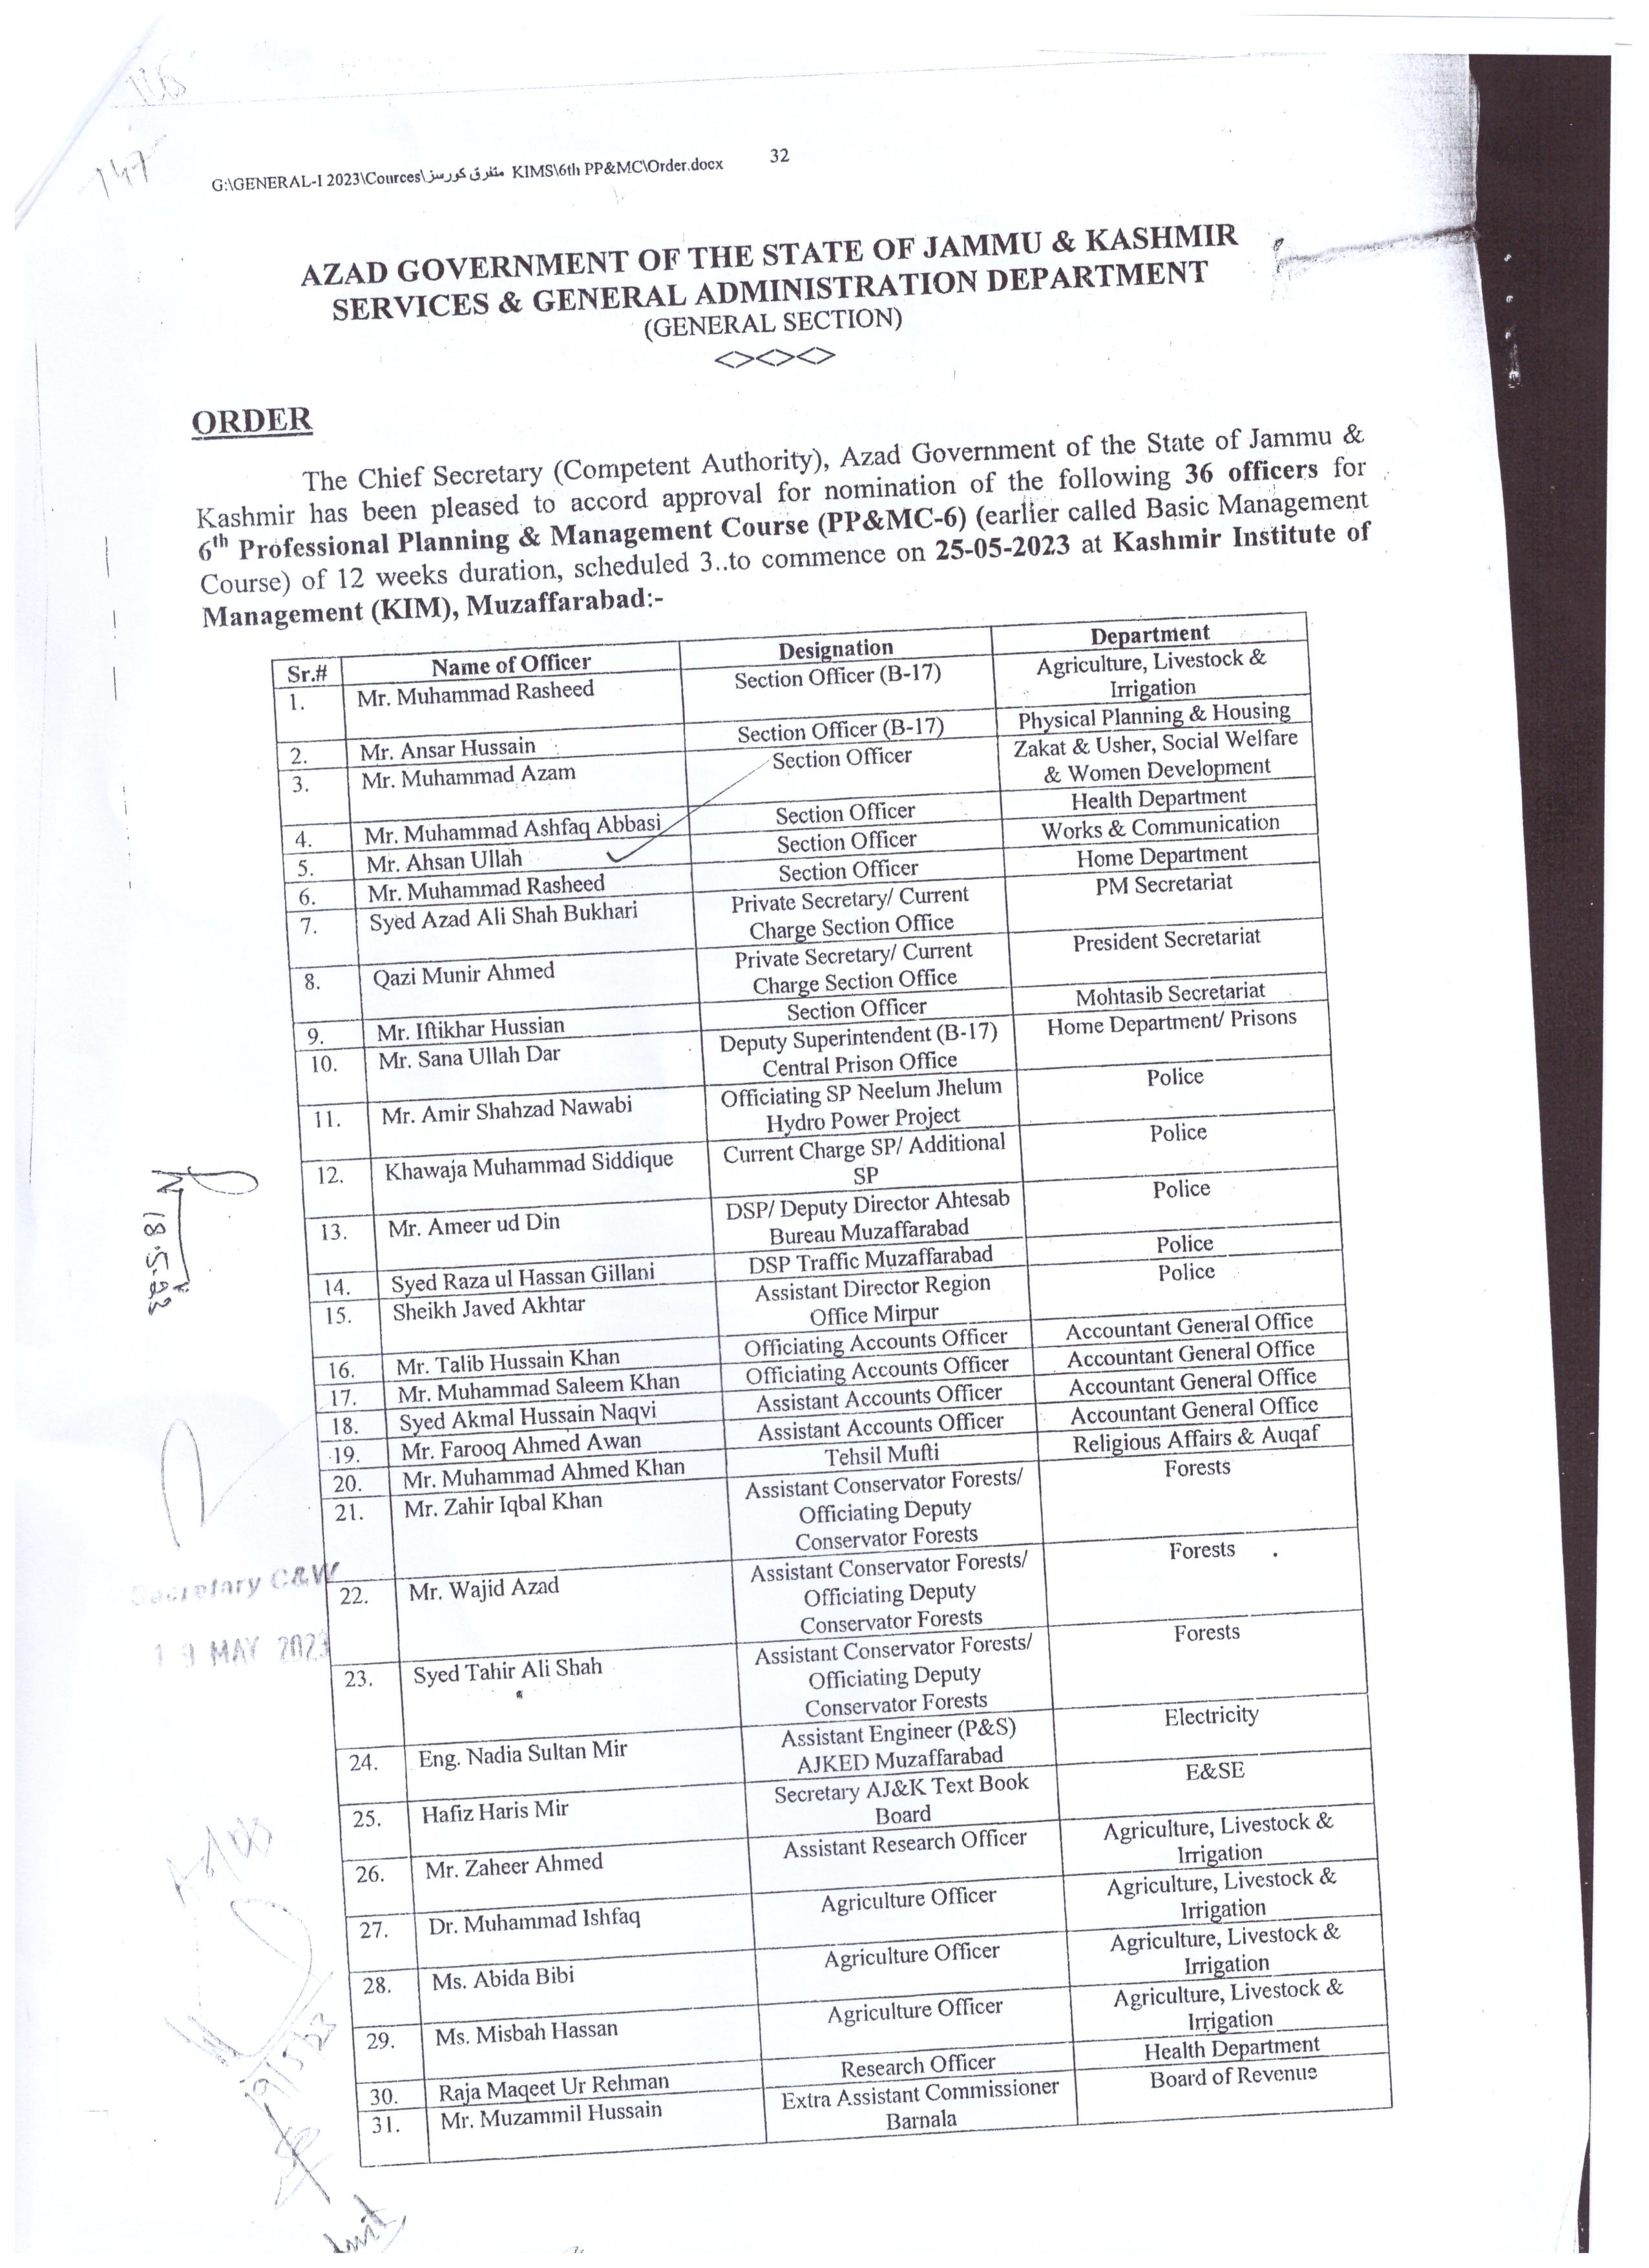 147
32
G:\GENERAL-I 2023\Cources\متفرق کورسز KIMS\6th PP&MC\Order.docx
AZAD GOVERNMENT OF THE STATE OF JAMMU & KASHMIR
SERVICES & GENERAL ADMINISTRATION DEPARTMENT
(GENERAL SECTION)
ORDER
The Chief Secretary (Competent Authority), Azad Government of the State of Jammu &
Kashmir has been pleased to accord approval for nomination of the following 36 officers for
6th Professional Planning & Management Course (PP&MC-6) (earlier called Basic Management
Course) of 12 weeks duration, scheduled 3..to commence on 25-05-2023 at Kashmir Institute of
Management (KIM), Muzaffarabad:-
Sr.# Name of Officer Designation Department
1. Mr. Muhammad Rasheed Section Officer (B-17) Agriculture, Livestock &
Irrigation
2. Mr. Ansar Hussain Section Officer (B-17) Physical Planning & Housing
3. Mr. Muhammad Azam Section Officer Zakat & Usher, Social Welfare
& Women Development
4. Mr. Muhammad Ashfaq Abbasi Section Officer Health Department
5. Mr. Ahsan Ullah Section Officer Works & Communication
6. Mr. Muhammad Rasheed Section Officer Home Department
7. Syed Azad Ali Shah Bukhari Private Secretary/ Current PM Secretariat
Charge Section Office
8. Qazi Munir Ahmed Private Secretary/ Current President Secretariat
Charge Section Office
9. Mr. Iftikhar Hussian Section Officer Mohtasib Secretariat
10. Mr. Sana Ullah Dar Deputy Superintendent (B-17) Home Department/ Prisons
Central Prison Office
11. Mr. Amir Shahzad Nawabi Officiating SP Neelum Jhelum Police
Hydro Power Project
12. Khawaja Muhammad Siddique Current Charge SP/ Additional Police
SP
13. Mr. Ameer ud Din DSP/ Deputy Director Ahtesab Police
Bureau Muzaffarabad
14. Syed Raza ul Hassan Gillani DSP Traffic Muzaffarabad Police
15. Sheikh Javed Akhtar Assistant Director Region Police
Office Mirpur
16. Mr. Talib Hussain Khan Officiating Accounts Officer Accountant General Office
17. Mr. Muhammad Saleem Khan Officiating Accounts Officer Accountant General Office
18. Syed Akmal Hussain Naqvi Assistant Accounts Officer Accountant General Office
19. Mr. Farooq Ahmed Awan Assistant Accounts Officer Accountant General Office
20. Mr. Muhammad Ahmed Khan Tehsil Mufti Religious Affairs & Auqaf
21. Mr. Zahir Iqbal Khan Assistant Conservator Forests/ Forests
Officiating Deputy
Conservator Forests
22. Mr. Wajid Azad Assistant Conservator Forests/ Forests
Officiating Deputy
Conservator Forests
23. Syed Tahir Ali Shah Assistant Conservator Forests/ Forests
Officiating Deputy
Conservator Forests
24. Eng. Nadia Sultan Mir Assistant Engineer (P&S) Electricity
AJKED Muzaffarabad
25. Hafiz Haris Mir Secretary AJ&K Text Book E&SE
Board
26. Mr. Zaheer Ahmed Assistant Research Officer Agriculture, Livestock &
Irrigation
27. Dr. Muhammad Ishfaq Agriculture Officer Agriculture, Livestock &
Irrigation
28. Ms. Abida Bibi Agriculture Officer Agriculture, Livestock &
Irrigation
29. Ms. Misbah Hassan Agriculture Officer Agriculture, Livestock &
Irrigation
30. Raja Maqeet Ur Rehman Research Officer Health Department
31. Mr. Muzammil Hussain Extra Assistant Commissioner Board of Revenue
Barnala
18.5.23
Secretary C&W
19 MAY 2023
19/5/23